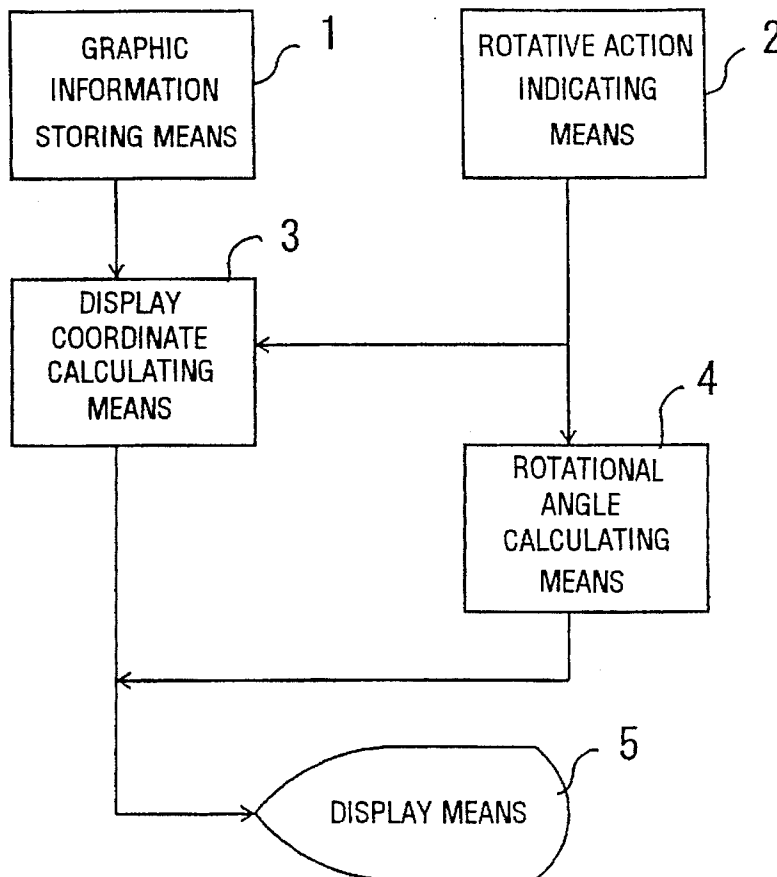 1
GRAPHIC
INFORMATION
STORING MEANS
2
ROTATIVE ACTION
INDICATING
MEANS
3
DISPLAY
COORDINATE
CALCULATING
MEANS
4
ROTATIONAL
ANGLE
CALCULATING
MEANS
5
DISPLAY MEANS